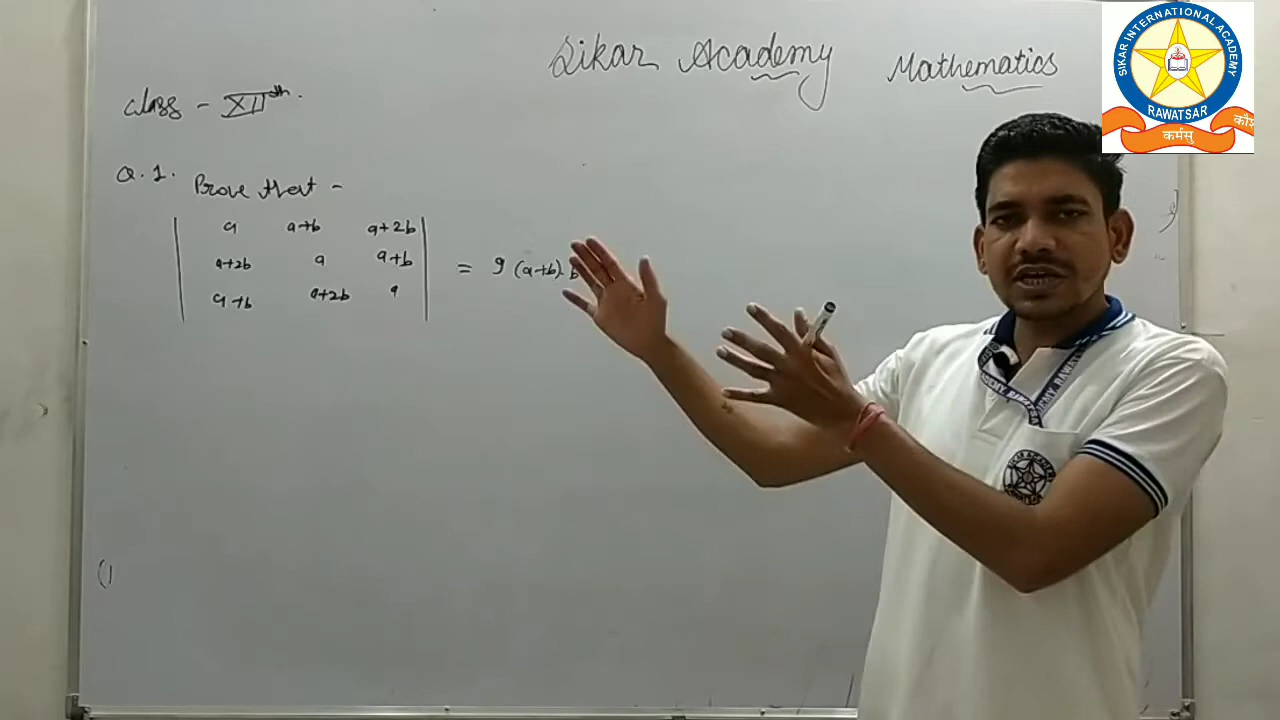 Sikar Academy Mathematics
SIKAR INTERNATIONAL ACADEMY
RAWATSAR
कर्मसु
Class - XIIth.
Q. 1. Prove that -
a a+b a+2b
a+2b a a+b
a+b a+2b a
= 9 (a+b).b